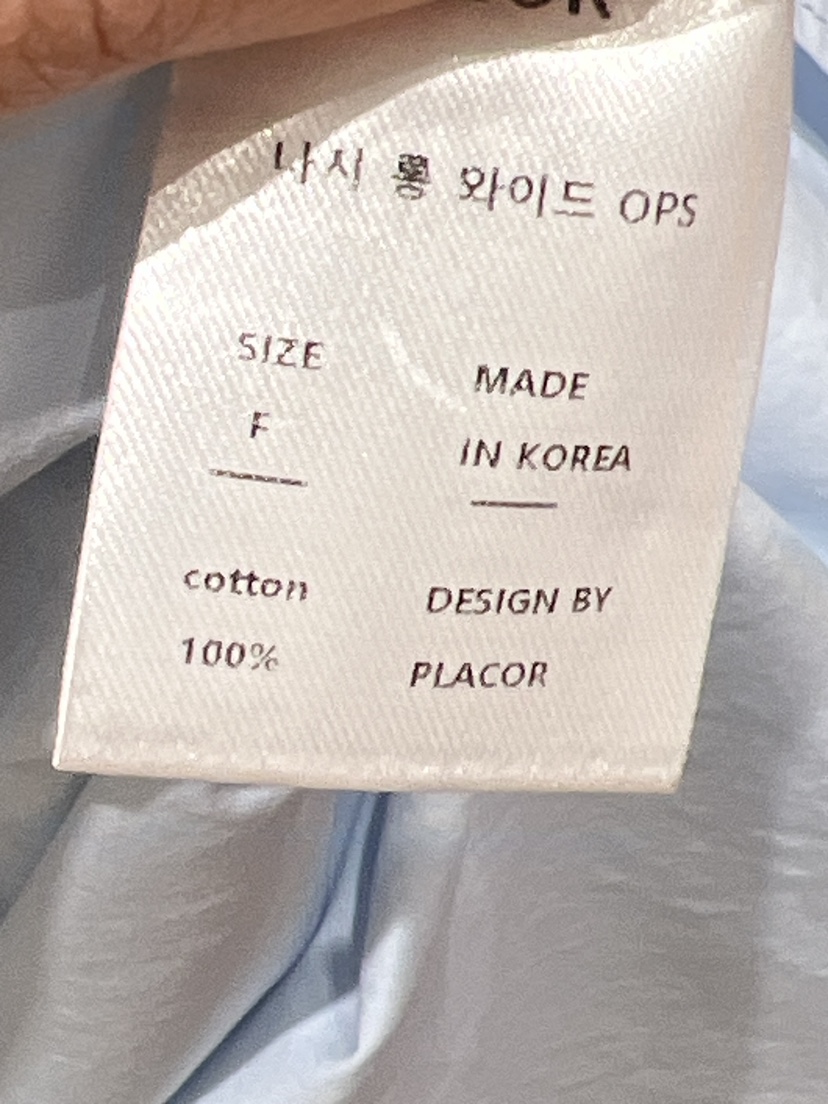 나시 롱 와이드 OPS
SIZE
F
MADE
IN KOREA
cotton
100%
DESIGN BY
PLACOR